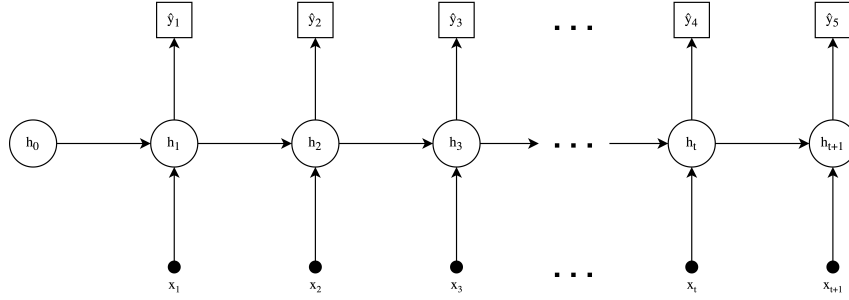 ŷ₁ ŷ₂ ŷ₃ ... ŷ₄ ŷ₅
h₀ h₁ h₂ h₃ ... hₜ hₜ₊₁
x₁ x₂ x₃ ... xₜ xₜ₊₁